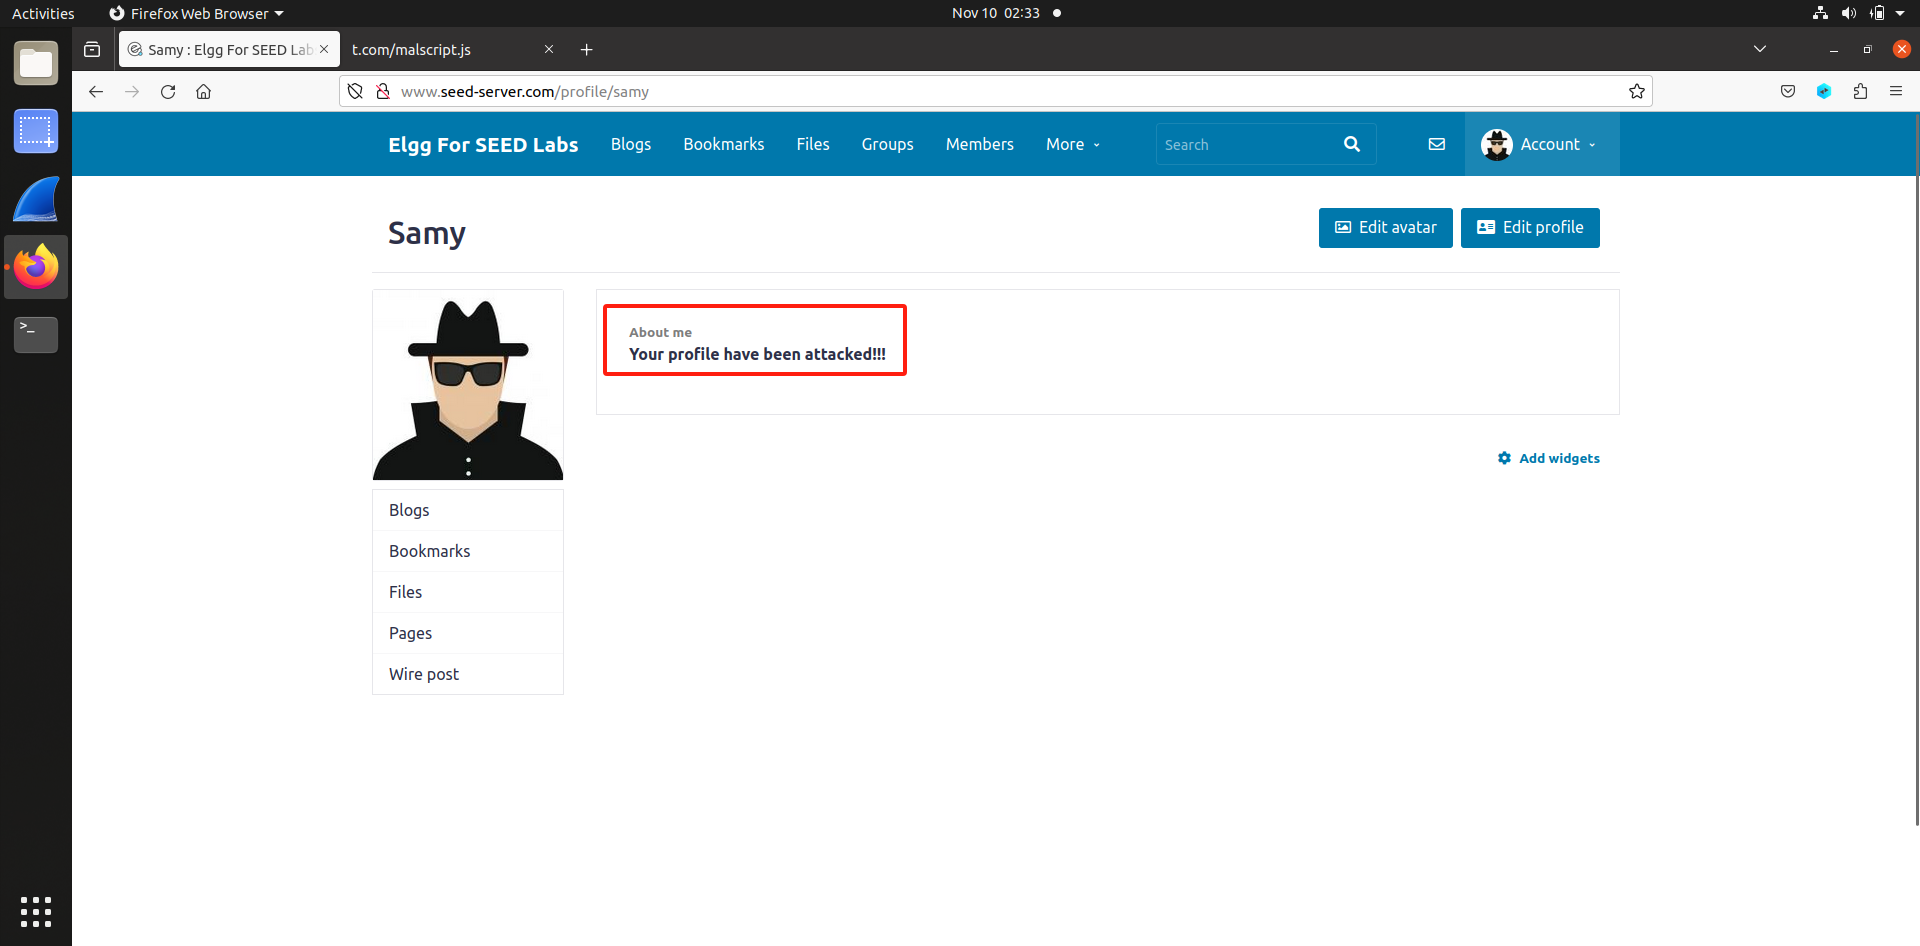 Activities
Firefox Web Browser
Nov 10 02:33
Samy : Elgg For SEED Lab
t.com/malscript.js
www.seed-server.com/profile/samy
Elgg For SEED Labs
Blogs
Bookmarks
Files
Groups
Members
More
Search
Account
Samy
Edit avatar
Edit profile
About me
Your profile have been attacked!!!
Add widgets
Blogs
Bookmarks
Files
Pages
Wire post